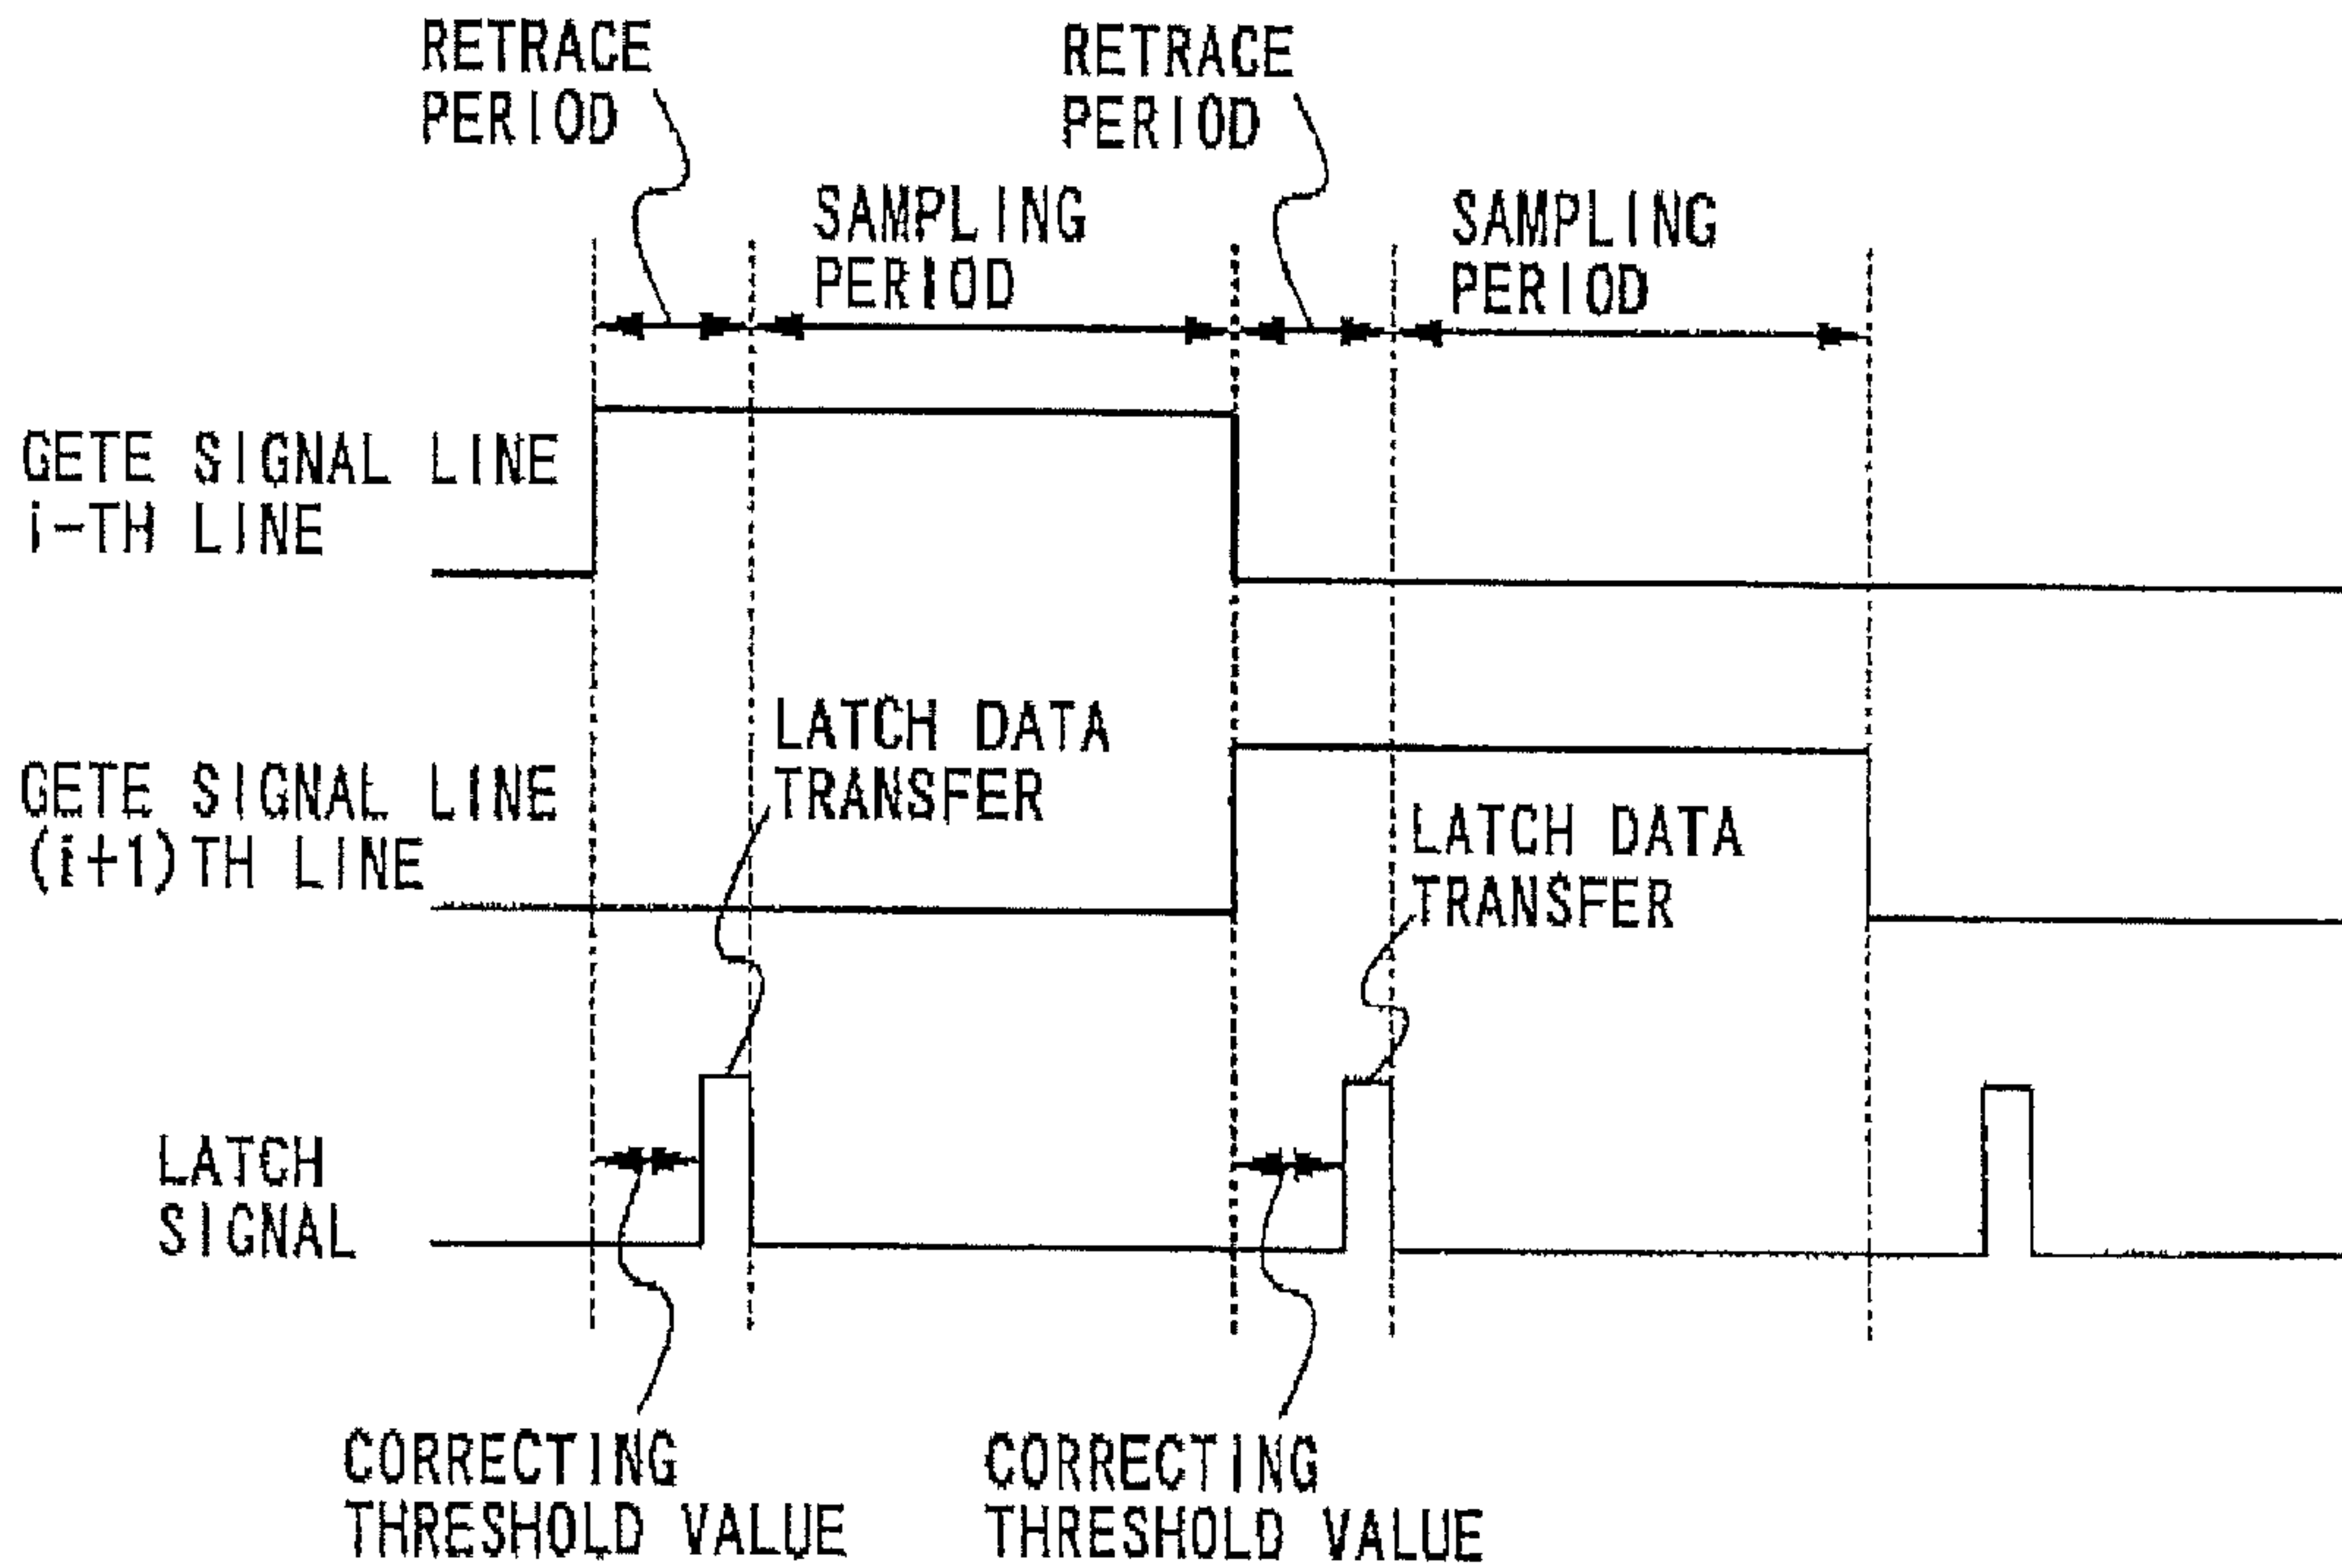 RETRACE
PERIOD
RETRACE
PERIOD
SAMPLING
PERIOD
SAMPLING
PERIOD
GETE SIGNAL LINE
i-TH LINE
LATCH DATA
TRANSFER
GETE SIGNAL LINE
(i+1)TH LINE
LATCH DATA
TRANSFER
LATCH
SIGNAL
CORRECTING
THRESHOLD VALUE
CORRECTING
THRESHOLD VALUE